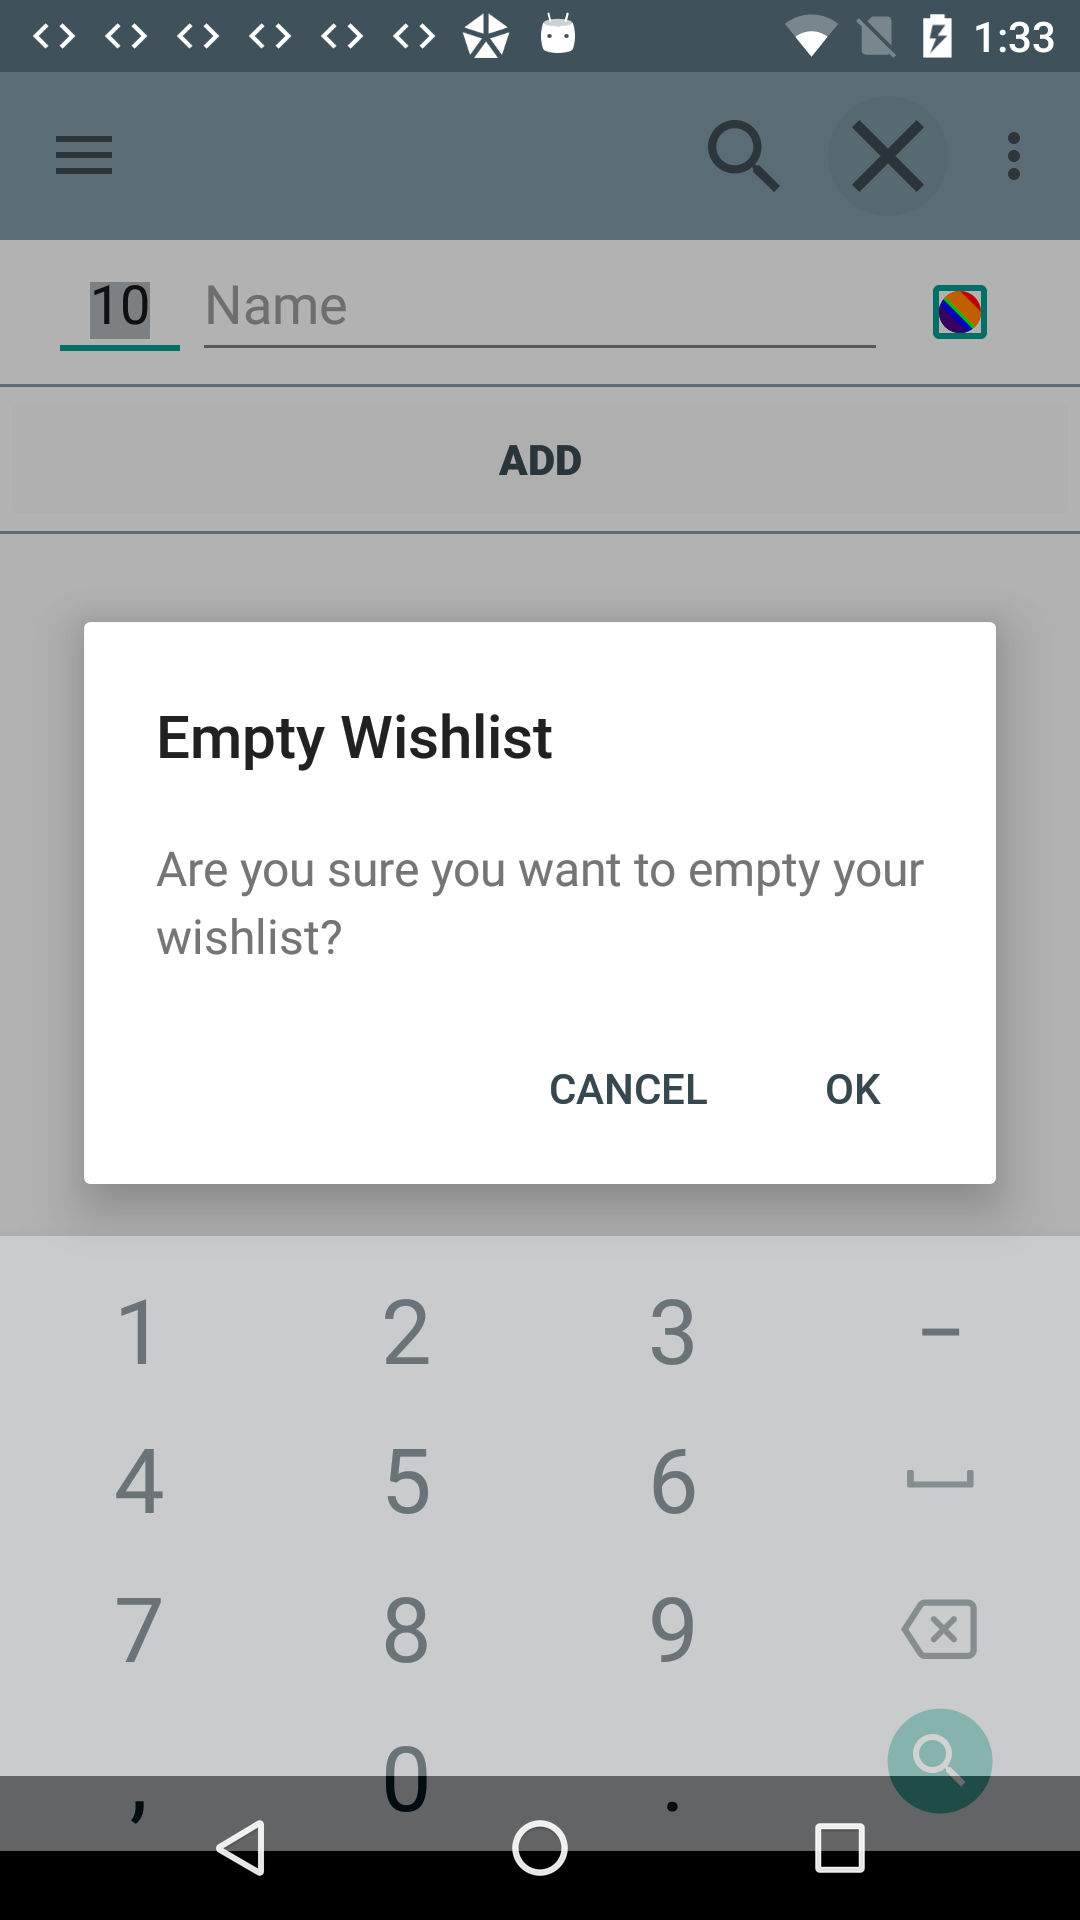 1:33
10 Name
ADD
Empty Wishlist
Are you sure you want to empty your
wishlist?
CANCEL OK
1 2 3 –
4 5 6
7 8 9
, 0 .